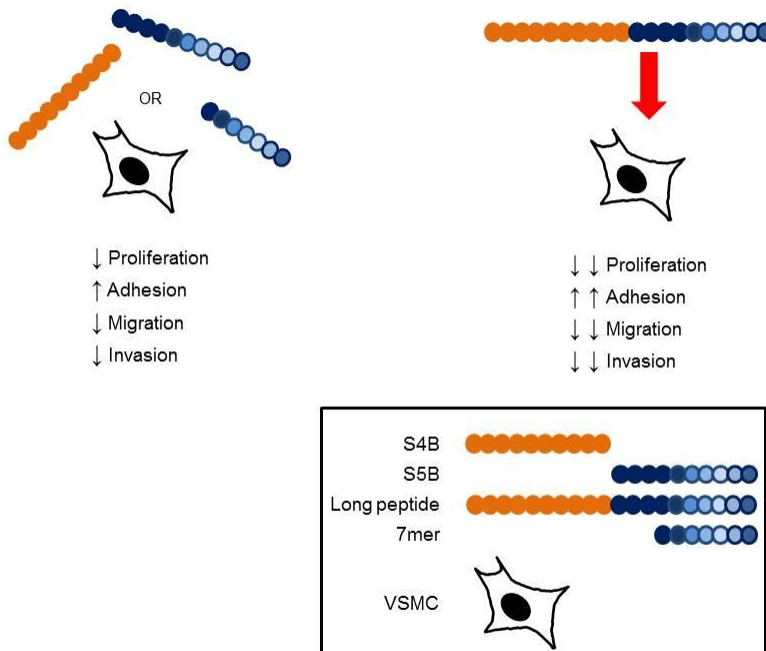 OR
↓ Proliferation
↑ Adhesion
↓ Migration
↓ Invasion
↓ ↓ Proliferation
↑ ↑ Adhesion
↓ ↓ Migration
↓ ↓ Invasion
S4B
S5B
Long peptide
7mer
VSMC